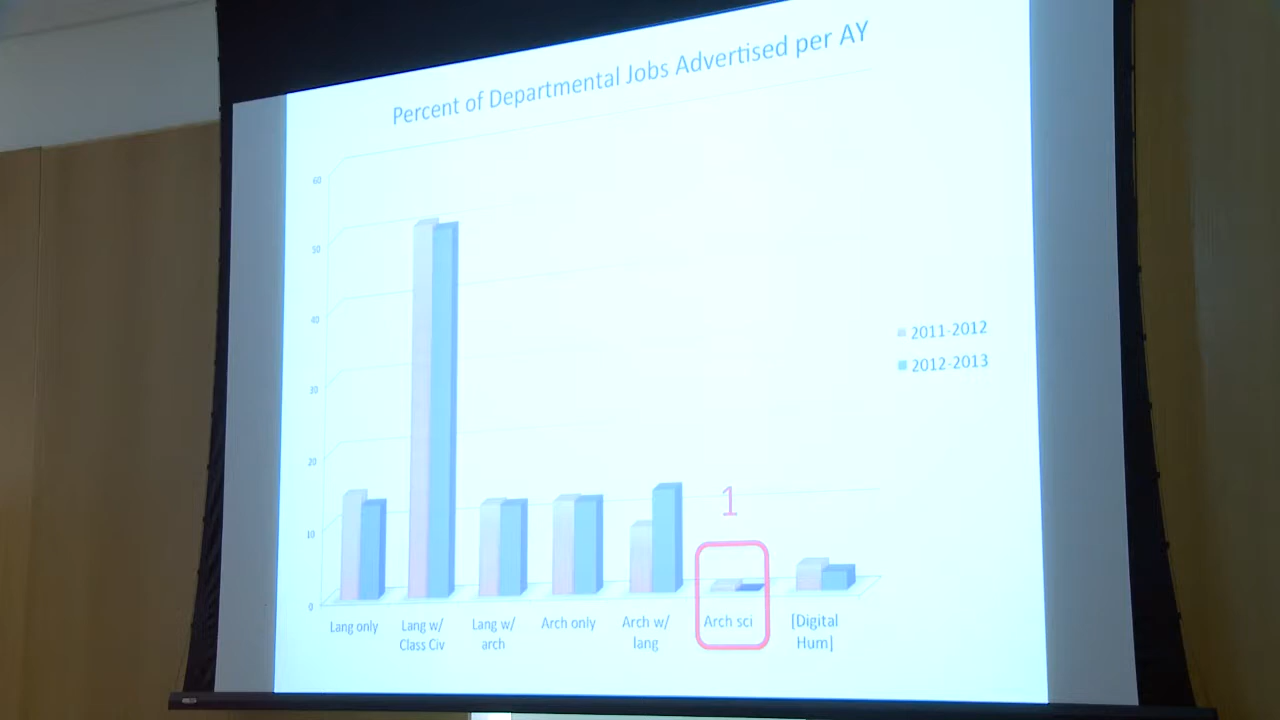 Percent of Departmental Jobs Advertised per AY
60
50
40
30
20
10
0
2011-2012
2012-2013
1
Lang only
Lang w/
Class Civ
Lang w/
arch
Arch only
Arch w/
lang
Arch sci
[Digital
Hum]